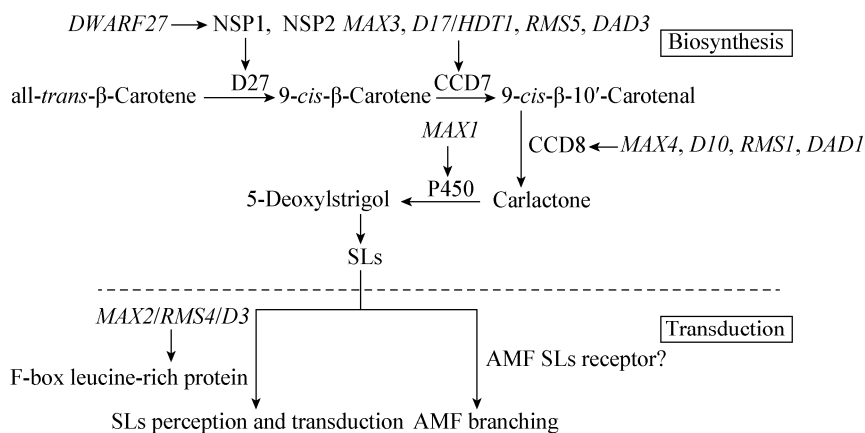 DWARF27 NSP1, NSP2 MAX3, D17/HDT1, RMS5, DAD3
Biosynthesis
D27 CCD7
all-trans-β-Carotene 9-cis-β-Carotene 9-cis-β-10′-Carotenal
MAX1
CCD8 MAX4, D10, RMS1, DAD1
P450
5-Deoxylstrigol Carlactone
SLs
MAX2/RMS4/D3
Transduction
AMF SLs receptor?
F-box leucine-rich protein
SLs perception and transduction AMF branching